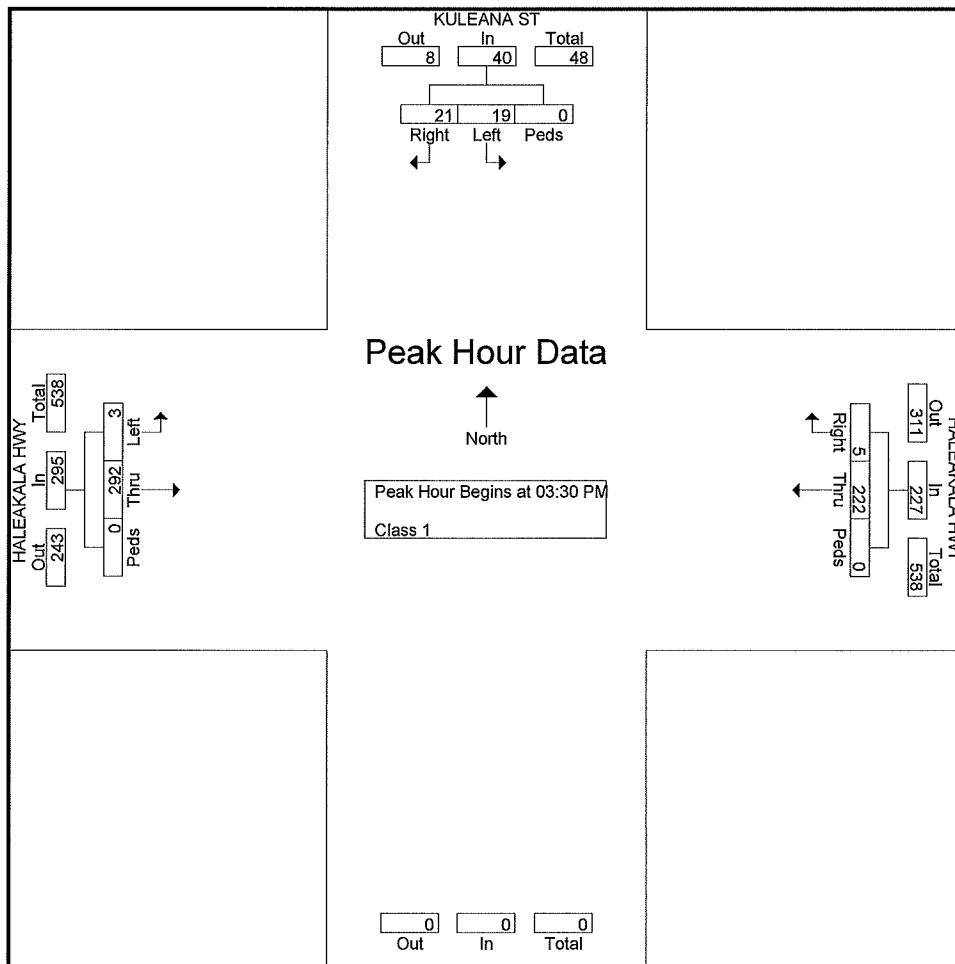 KULEANA ST
Out In Total
8 40 48
21 19 0
Right Left Peds
Peak Hour Data
North
Peak Hour Begins at 03:30 PM
Class 1
HALEAKALA HWY
Out In Total
243 295 538
3 292 0
Left Thru Peds
HALEAKALA HWY
Out In Total
311 227 538
5 222 0
Right Thru Peds
0 0 0
Out In Total